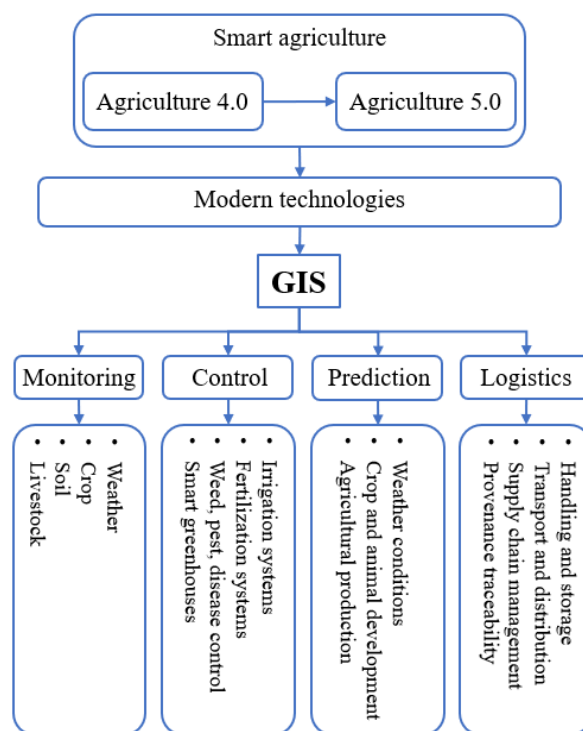 Smart agriculture
Agriculture 4.0
Agriculture 5.0
Modern technologies
GIS
Monitoring
Control
Prediction
Logistics
• Weather
• Crop
• Soil
• Livestock
• Irrigation systems
• Fertilization systems
• Weed, pest, disease control
• Smart greenhouses
• Weather conditions
• Crop and animal development
• Agricultural production
• Handling and storage
• Transport and distribution
• Supply chain management
• Provenance traceability